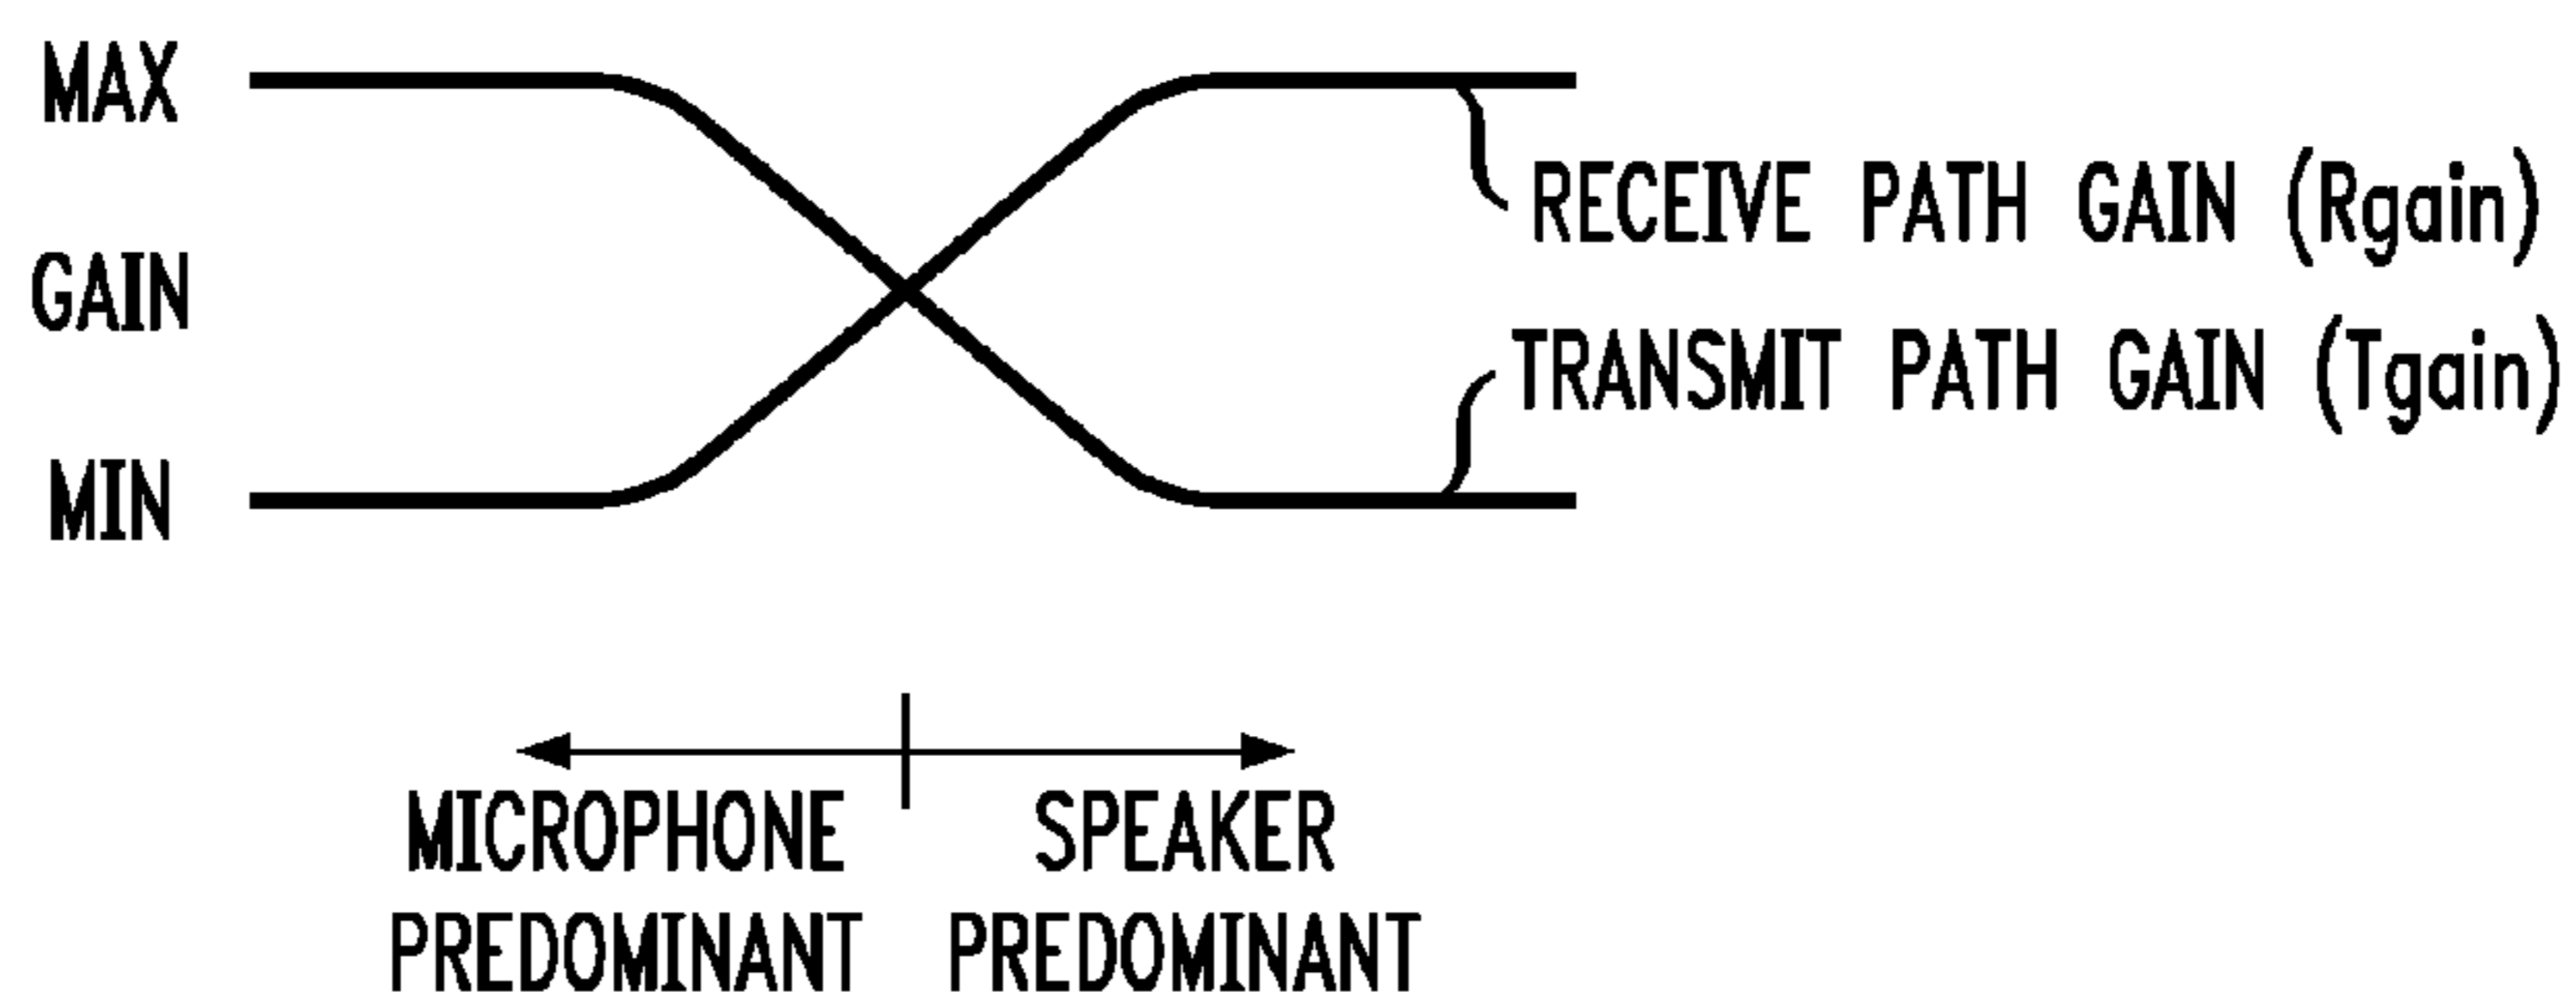 MAX
RECEIVE PATH GAIN (Rgain)
GAIN
TRANSMIT PATH GAIN (Tgain)
MIN
MICROPHONE PREDOMINANT
SPEAKER PREDOMINANT